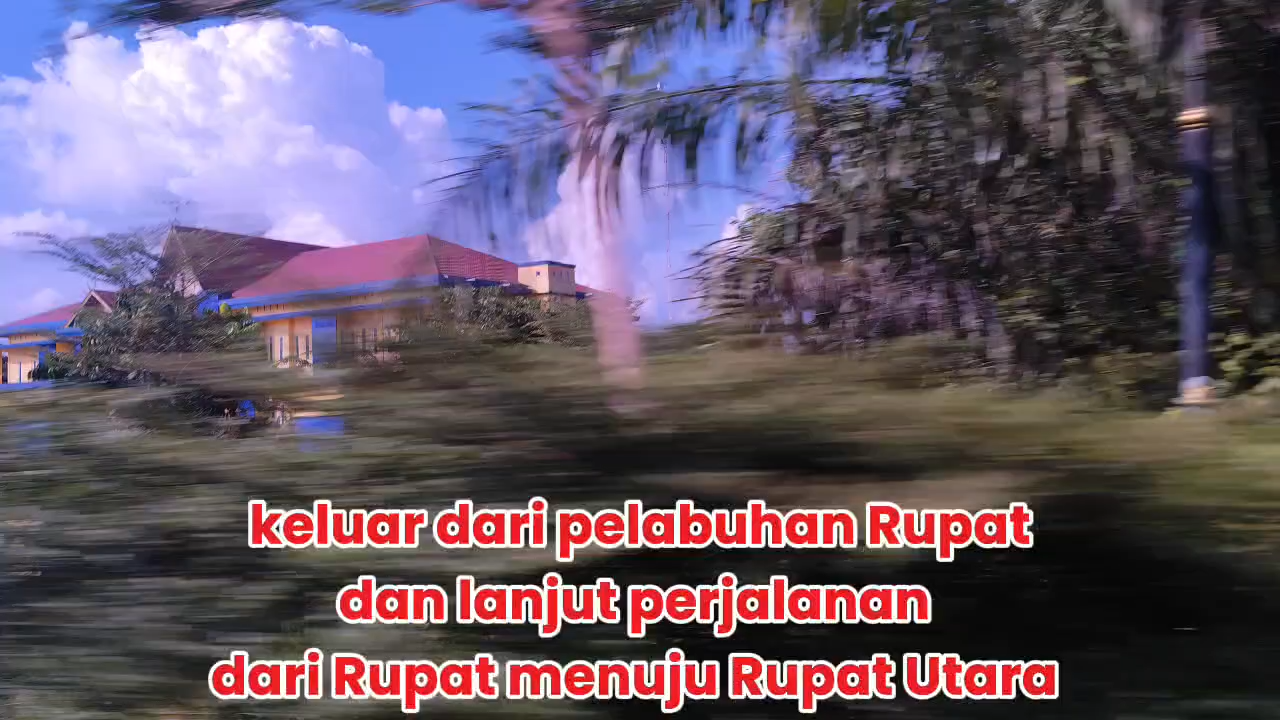 keluar dari pelabuhan Rupat
dan lanjut perjalanan
dari Rupat menuju Rupat Utara